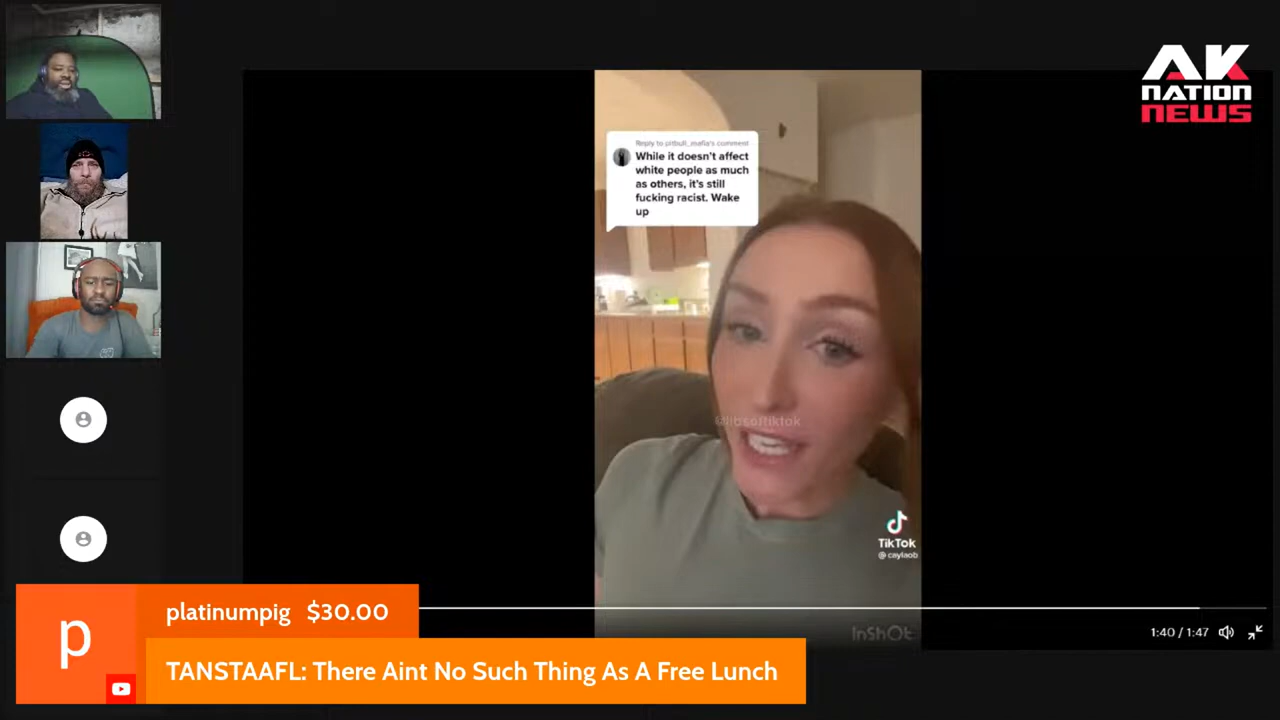 AK
NATION
NEWS
Reply to pitbull_mafia's comment
While it doesn't affect
white people as much
as others, it's still
fucking racist. Wake
up
@libsoftiktok
TikTok
@caylaob
InShOt
1:40 / 1:47
p
platinumpig $30.00
TANSTAAFL: There Aint No Such Thing As A Free Lunch